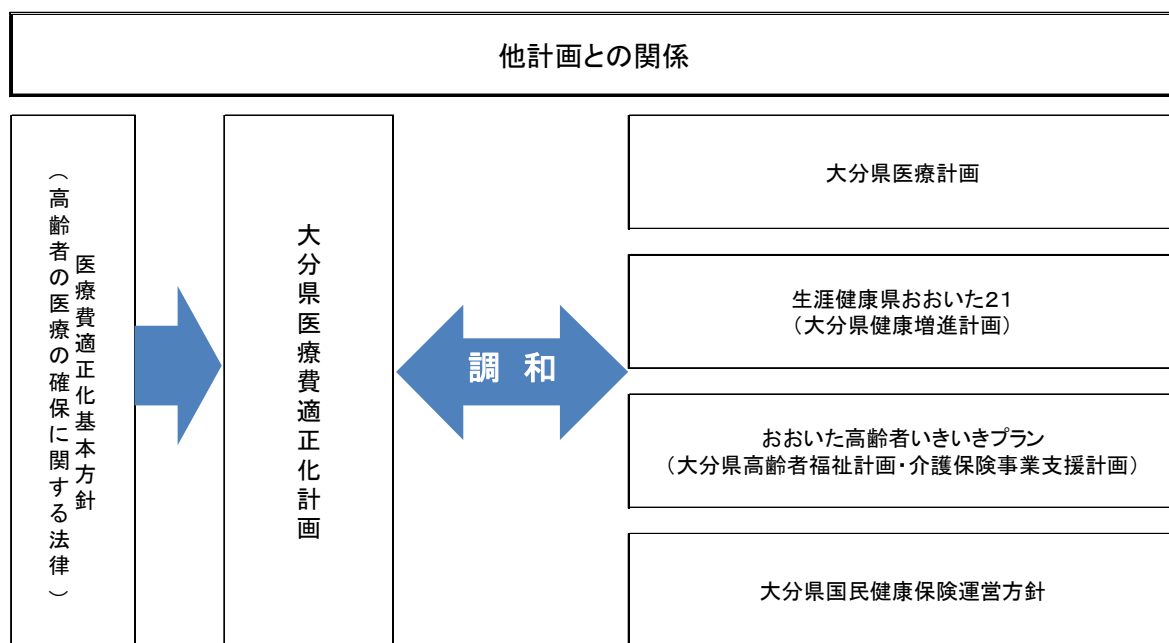 他計画との関係
医療費適正化基本方針
（高齢者の医療の確保に関する法律）
大分県医療費適正化計画
調和
大分県医療計画
生涯健康県おおいた21
（大分県健康増進計画）
おおいた高齢者いきいきプラン
（大分県高齢者福祉計画・介護保険事業支援計画）
大分県国民健康保険運営方針